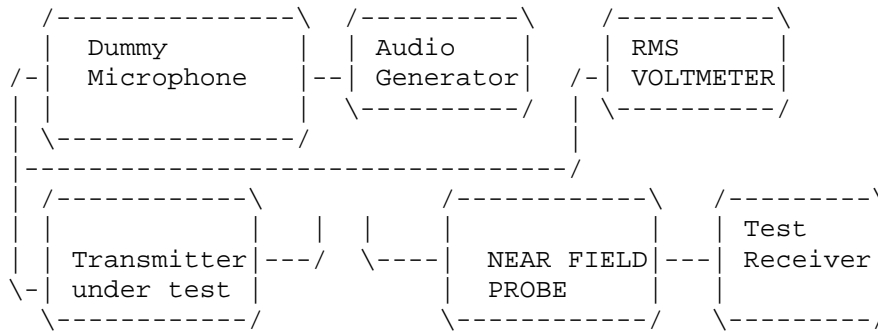 Dummy Audio RMS
Microphone Generator VOLTMETER
Test
Transmitter NEAR FIELD Receiver
under test PROBE